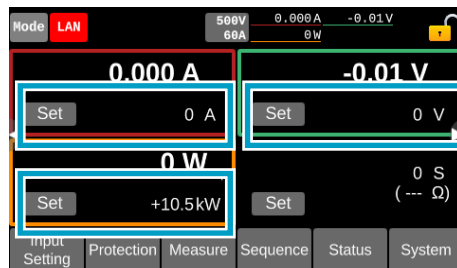 Mode LAN 500V 0.000A -0.01V
60A 0W
0.000 A -0.01 V
Set 0 A Set 0 V
0 W
0 S
Set +10.5kW Set (--- Ω)
Input Setting Protection Measure Sequence Status System